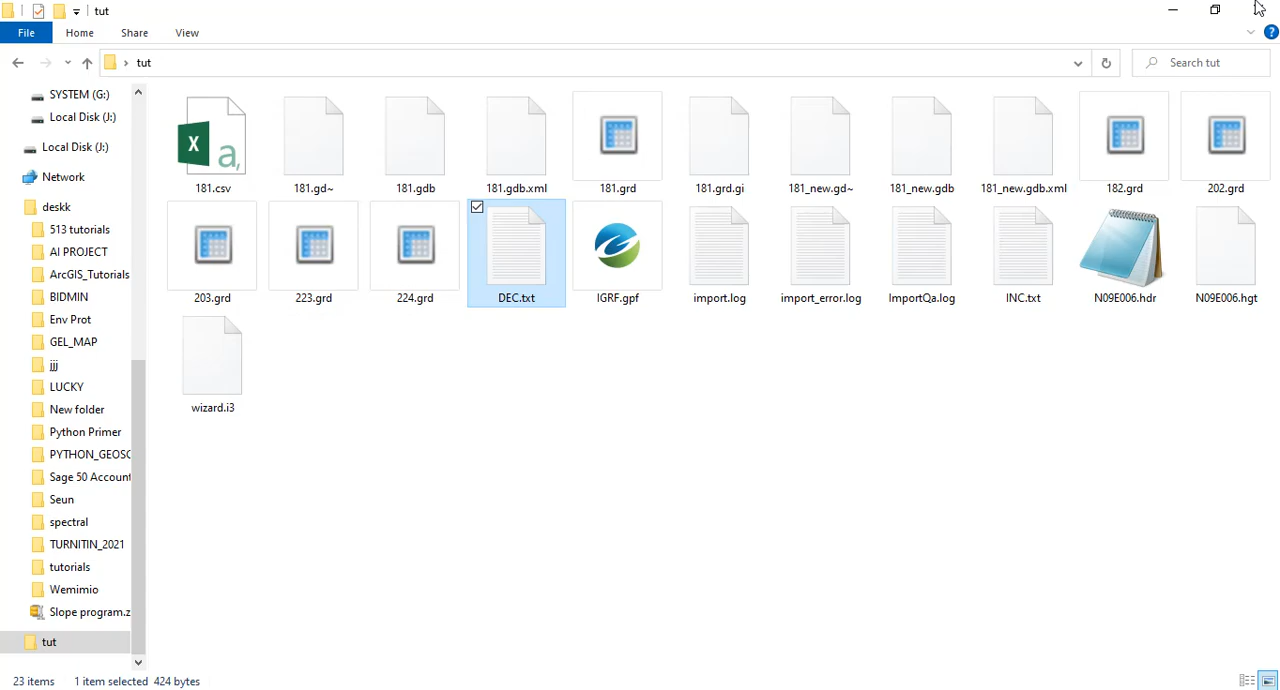 tut
File
Home
Share
View
tut
Search tut
SYSTEM (G:)
Local Disk (J:)
Local Disk (J:)
Network
deskk
513 tutorials
AI PROJECT
ArcGIS_Tutorials
BIDMIN
Env Prot
GEL_MAP
jjj
LUCKY
New folder
Python Primer
PYTHON_GEOSC
Sage 50 Account
Seun
spectral
TURNITIN_2021
tutorials
Wemimio
Slope program.z
tut
X a,
181.csv
181.gd~
181.gdb
181.gdb.xml
181.grd
181.grd.gi
181_new.gd~
181_new.gdb
181_new.gdb.xml
182.grd
202.grd
203.grd
223.grd
224.grd
DEC.txt
IGRF.gpf
import.log
import_error.log
ImportQa.log
INC.txt
N09E006.hdr
N09E006.hgt
wizard.i3
23 items
1 item selected 424 bytes